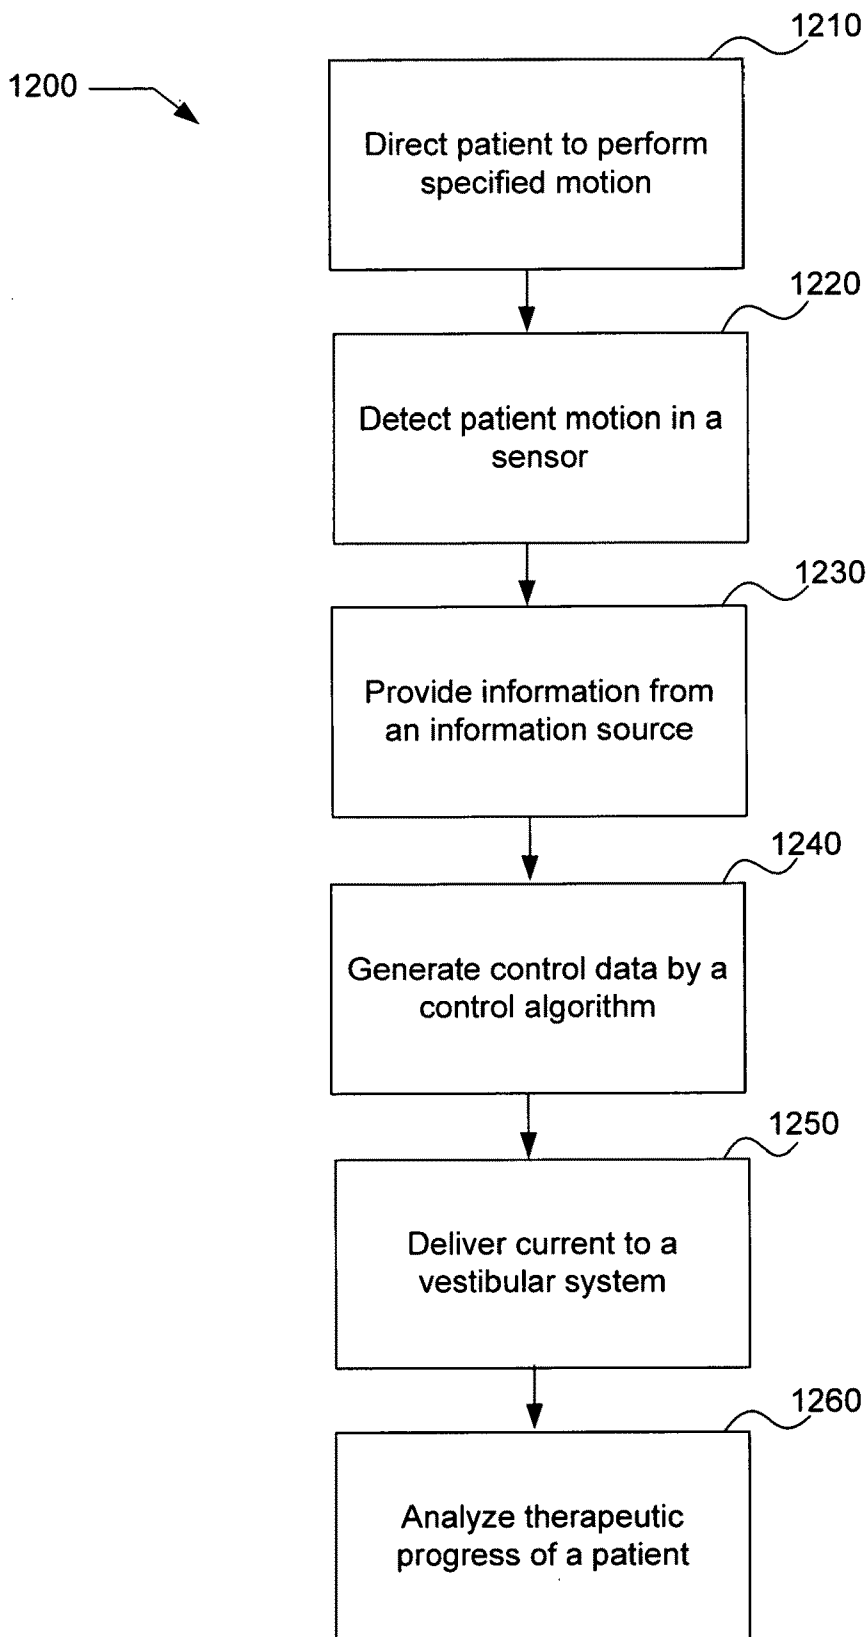 1210
1200
Direct patient to perform
specified motion
1220
Detect patient motion in a
sensor
1230
Provide information from
an information source
1240
Generate control data by a
control algorithm
1250
Deliver current to a
vestibular system
1260
Analyze therapeutic
progress of a patient